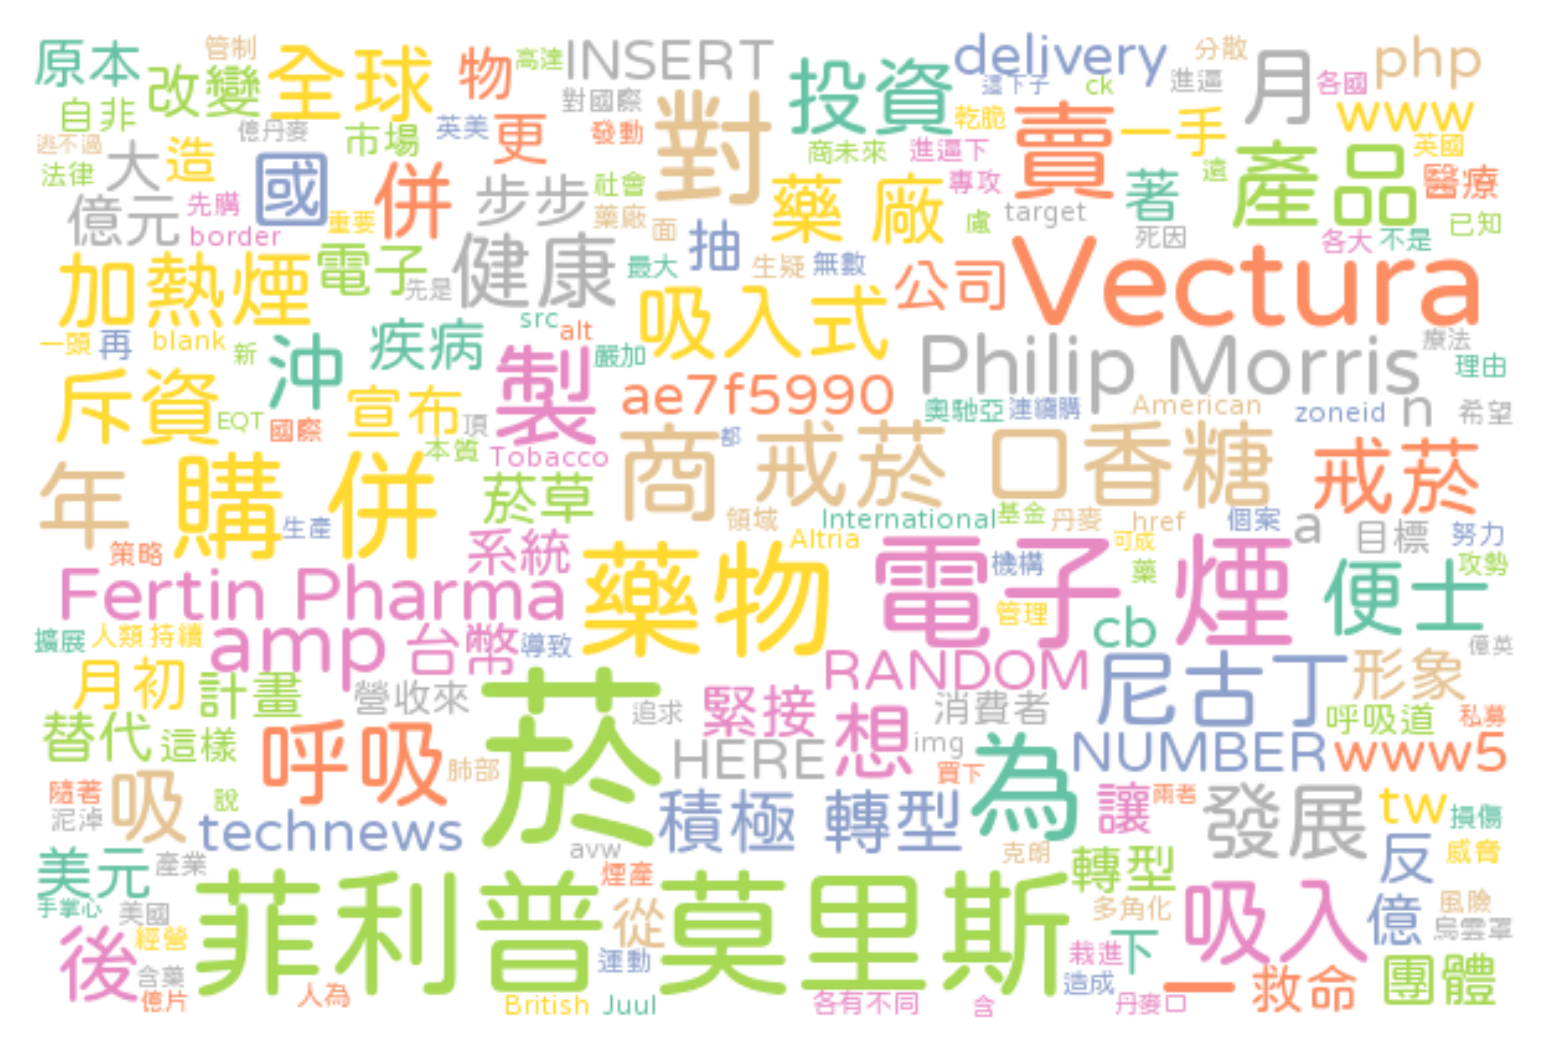 原本
管制
全球
物
高達
INSERT
delivery
分散
月
php
改變
自非
億丹麥
市場
英美
更
發動
對國際
對
投資
這下子
ck
進逼
各國
www
乾脆
賣
一手
逃不過
法律
大
造
國
併
步步
社會
商未來
進逼下
遠
產品
英國
醫療
億元
先購
border
重要
藥廠
面
抽
藥廠
專攻
慮
target
著
死因
各大
不是
已知
加熱煙
電子
先是
健康
最大
生疑
無數
公司
Vectura
一頭
再
blank
新
沖
疾病
src
alt
嚴加
吸入式
Philip Morris
療法
理由
斥資
EQT
國際
宣布
頂
製
ae7f5990
奧馳亞
連續購
American
zoneid
n
希望
本質
Tobacco
都
年
購併
生產
菸草
商
戒菸口香糖
戒菸
領域
International
基金
丹麥
href
個案
a
目標
努力
策略
系統
Altria
可成
Fertin Pharma
藥物
電子煙
機構
藥
便士
攻勢
管理
cb
擴展
人類
持續
amp
台幣
導致
億英
月初
計畫
營收來
菸
追求
緊接
RANDOM
尼古丁
形象
消費者
呼吸道
私募
替代
這樣
呼吸
肺部
HERE
想
img
買下
為
NUMBER
www5
隨著
泥淖
吸
說
technews
積極
轉型
讓
兩者
發展
tw
損傷
美元
產業
avw
克朗
轉型
反
威脅
手掌心
美國
煙產
菲利普莫里斯
從
多角化
吸入
億
風險
烏雲罩
後
經營
含藥
運動
栽進
下
造成
億片
人為
British
Juul
各有不同
含
丹麥口
一
救命
團體